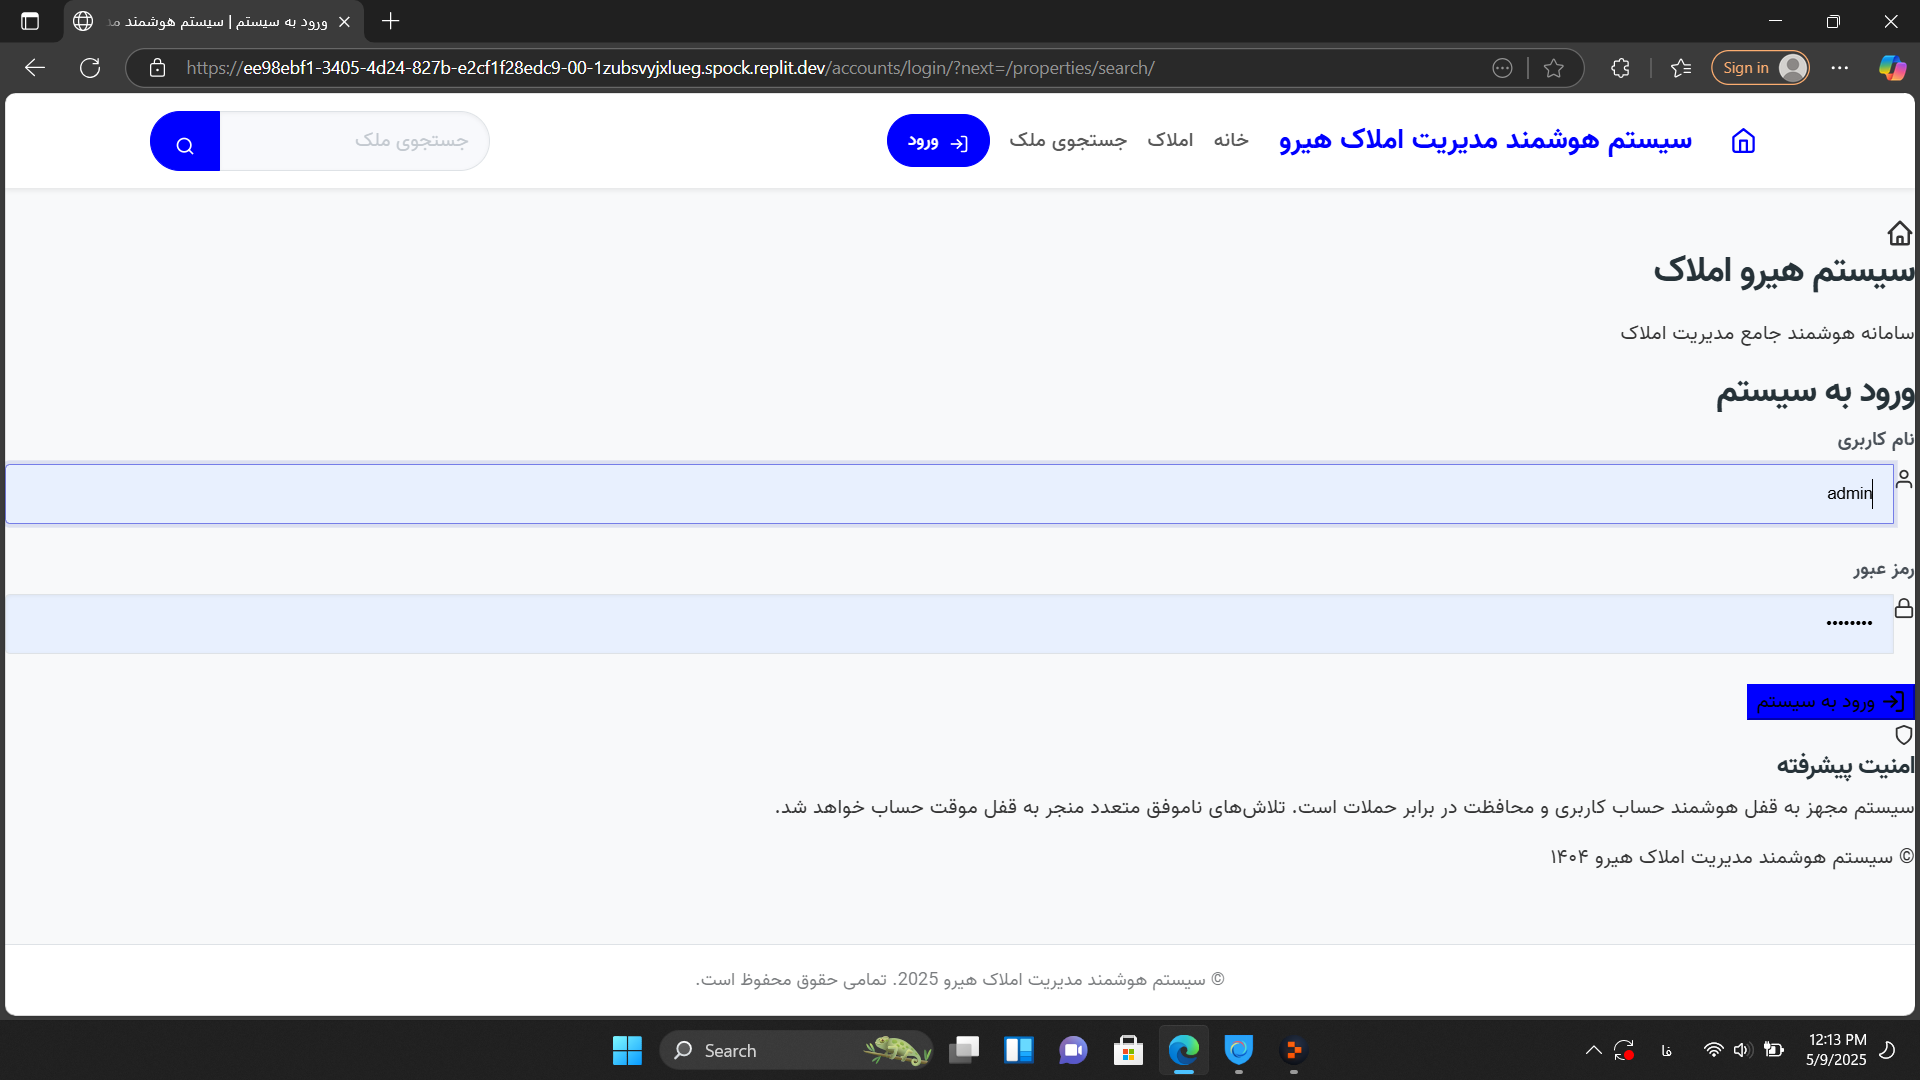 ورود به سیستم | سیستم هوشمند مد
https://ee98ebf1-3405-4d24-827b-e2cf1f28edc9-00-1zubsvyjxlueg.spock.replit.dev/accounts/login/?next=/properties/search/
Sign in
سیستم هوشمند مدیریت املاک هیرو
خانه
املاک
جستجوی ملک
ورود
جستجوی ملک
سیستم هیرو املاک
سامانه هوشمند جامع مدیریت املاک
ورود به سیستم
نام کاربری
admin
رمز عبور
••••••••
ورود به سیستم
امنیت پیشرفته
سیستم مجهز به قفل هوشمند حساب کاربری و محافظت در برابر حملات است. تلاش‌های ناموفق متعدد منجر به قفل موقت حساب خواهد شد.
© سیستم هوشمند مدیریت املاک هیرو ۱۴۰۴
© سیستم هوشمند مدیریت املاک هیرو 2025. تمامی حقوق محفوظ است.
Search
فا
12:13 PM
5/9/2025